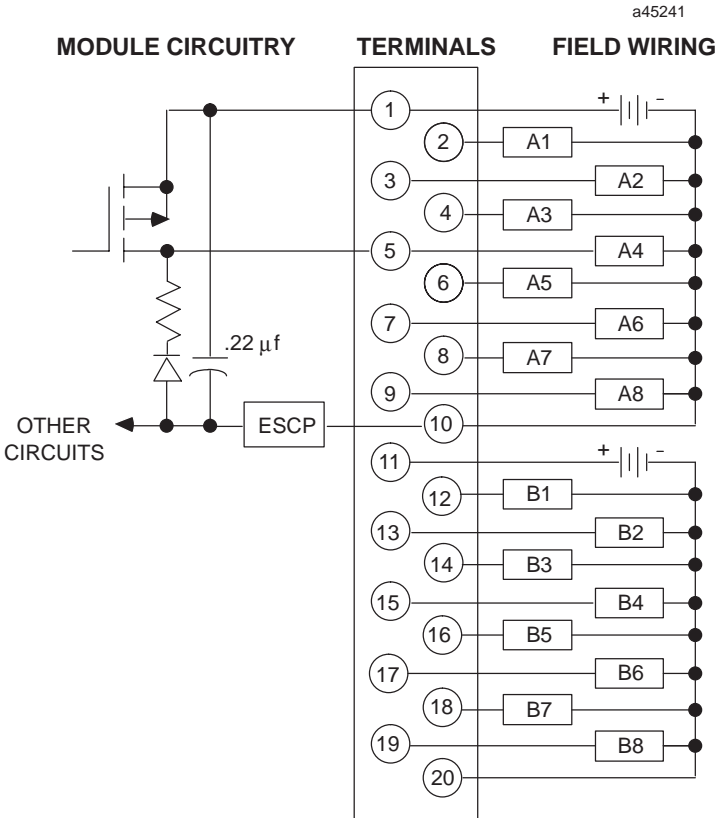 a45241
MODULE CIRCUITRY TERMINALS FIELD WIRING
1 + -
2 A1
3 A2
4 A3
5 A4
6 A5
7 A6
.22 µf
8 A7
9 A8
OTHER CIRCUITS
ESCP
10
11 + -
12 B1
13 B2
14 B3
15 B4
16 B5
17 B6
18 B7
19 B8
20